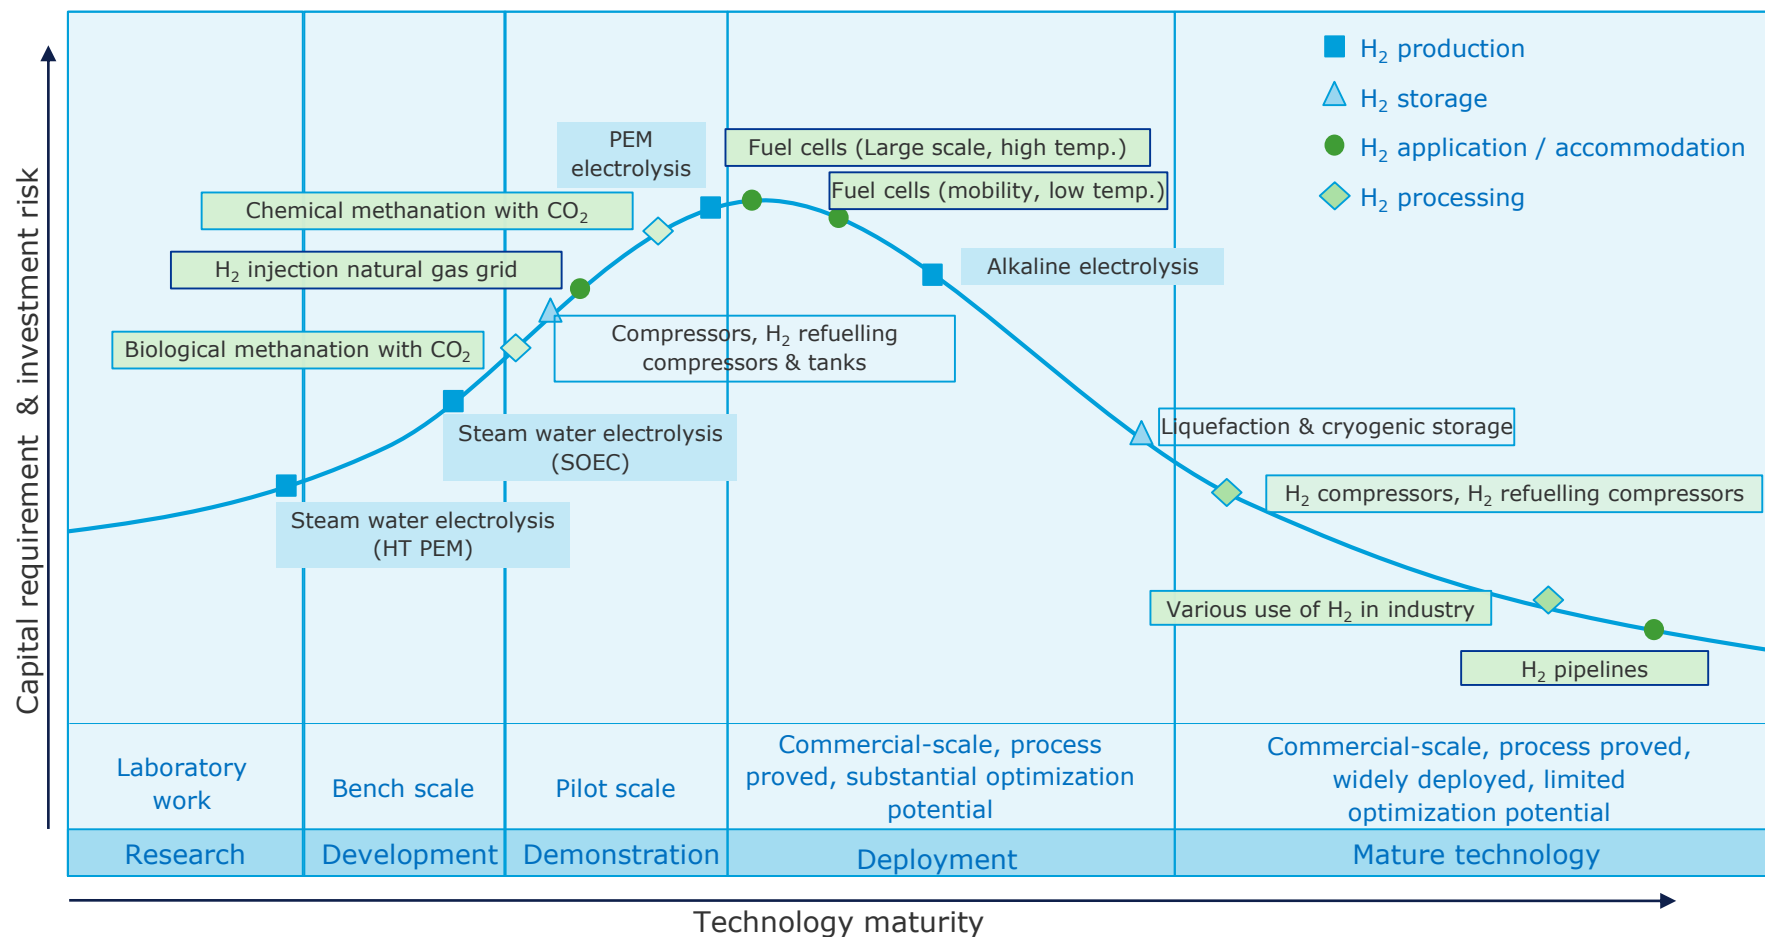 Capital requirement & investment risk
H₂ production
H₂ storage
H₂ application / accommodation
H₂ processing
PEM
electrolysis
Fuel cells (Large scale, high temp.)
Fuel cells (mobility, low temp.)
Chemical methanation with CO₂
H₂ injection natural gas grid
Alkaline electrolysis
Biological methanation with CO₂
Compressors, H₂ refuelling
compressors & tanks
Steam water electrolysis
(SOEC)
Liquefaction & cryogenic storage
Steam water electrolysis
(HT PEM)
H₂ compressors, H₂ refuelling compressors
Various use of H₂ in industry
H₂ pipelines
Laboratory
work
Bench scale
Pilot scale
Commercial-scale, process
proved, substantial optimization
potential
Commercial-scale, process proved,
widely deployed, limited
optimization potential
Research
Development
Demonstration
Deployment
Mature technology
Technology maturity